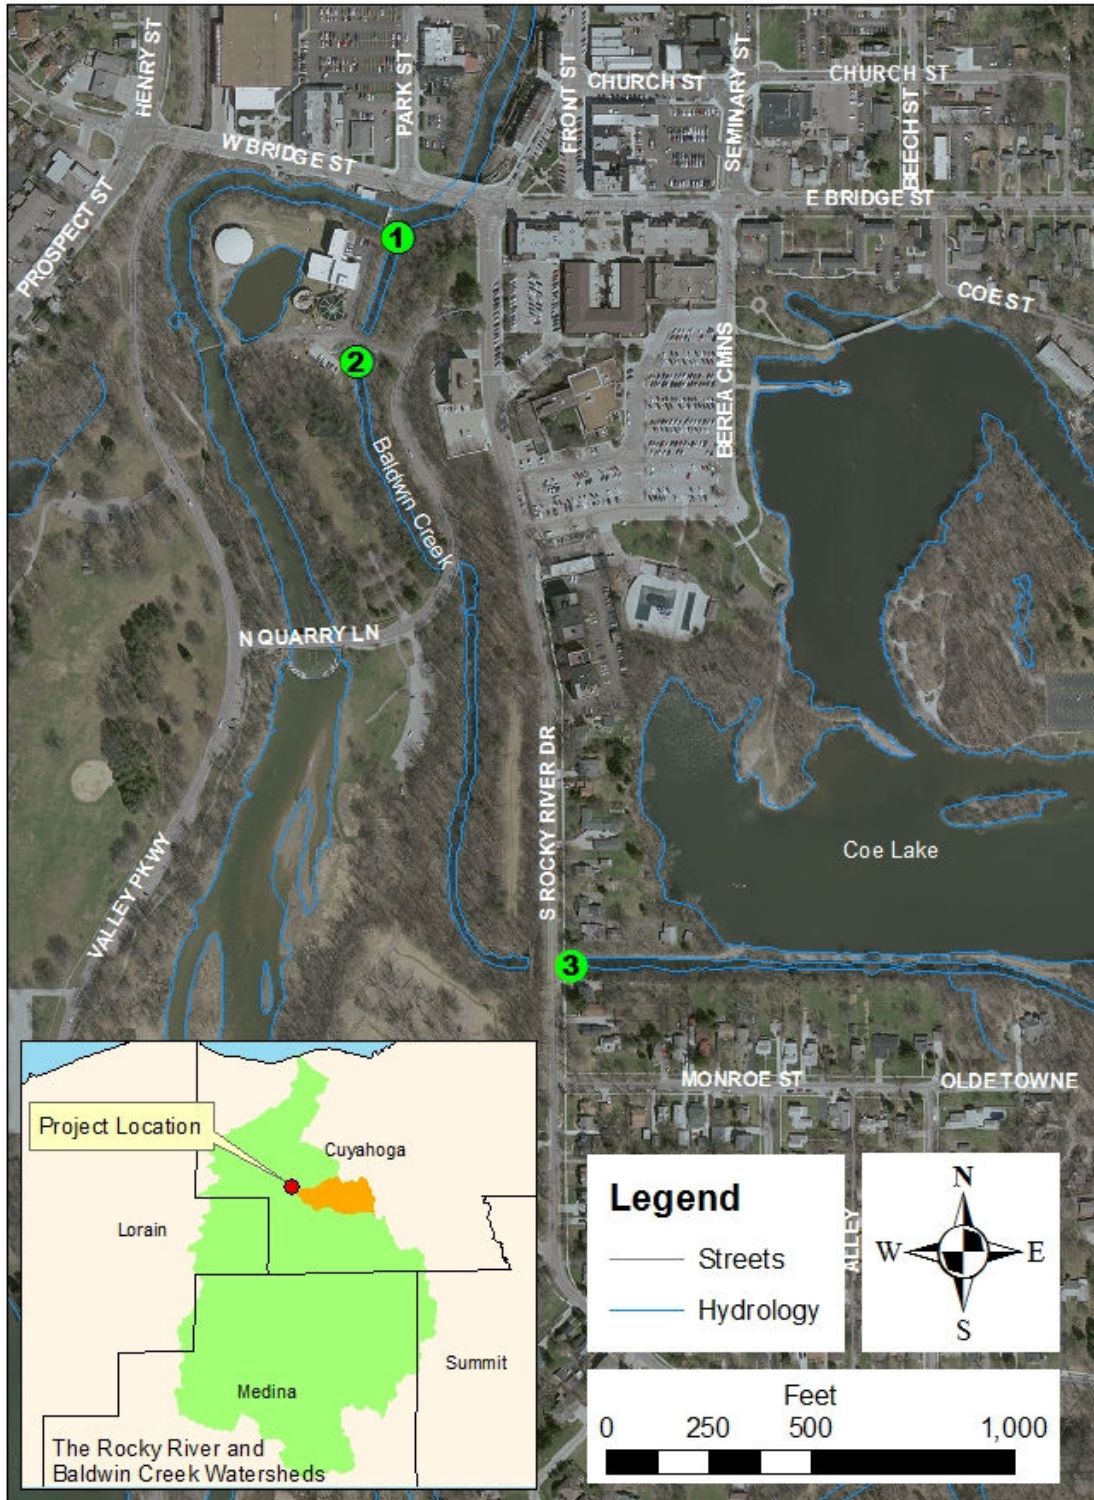 HENRY ST
PARK ST
FRONT ST
CHURCH ST
SEMINARY ST
CHURCH ST
BEECH ST
W BRIDGE ST
E BRIDGE ST
PROSPECT ST
1
COE ST
2
BEREA CMNS
Baldwin Creek
N QUARRY LN
S ROCKY RIVER DR
VALLEY PKWY
Coe Lake
3
MONROE ST
OLDE TOWNE
ALLEY
Project Location
Cuyahoga
Lorain
Summit
Medina
The Rocky River and
Baldwin Creek Watersheds
Legend
Streets
Hydrology
N
W E
S
Feet
0 250 500 1,000